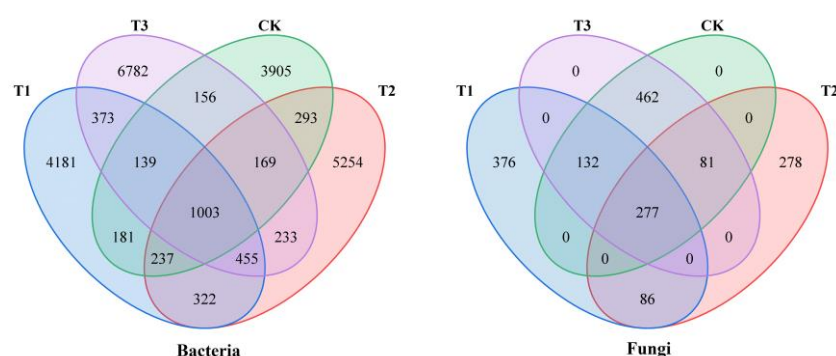 T3 CK T3 CK
6782 3905 0 0
T1 T2 T1 T2
156 462
373 293 0 0
4181 139 169 5254 376 132 81 278
1003 277
181 233 0 0
237 455 0 0
322 86
Bacteria Fungi